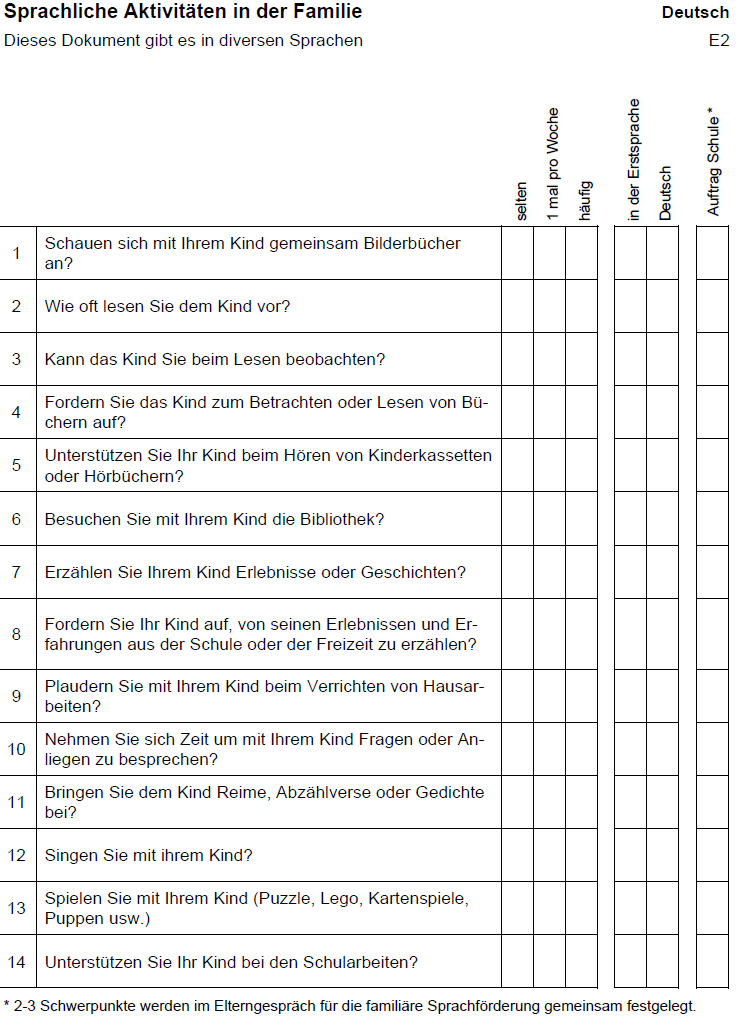 Sprachliche Aktivitäten in der Familie Deutsch
Dieses Dokument gibt es in diversen Sprachen E2
selten
1 mal pro Woche
häufig
in der Erstsprache
Deutsch
Auftrag Schule *
1 Schauen sich mit Ihrem Kind gemeinsam Bilderbücher
an?
2 Wie oft lesen Sie dem Kind vor?
3 Kann das Kind Sie beim Lesen beobachten?
4 Fordern Sie das Kind zum Betrachten oder Lesen von Bü-
chern auf?
5 Unterstützen Sie Ihr Kind beim Hören von Kinderkassetten
oder Hörbüchern?
6 Besuchen Sie mit Ihrem Kind die Bibliothek?
7 Erzählen Sie Ihrem Kind Erlebnisse oder Geschichten?
8 Fordern Sie Ihr Kind auf, von seinen Erlebnissen und Er-
fahrungen aus der Schule oder der Freizeit zu erzählen?
9 Plaudern Sie mit Ihrem Kind beim Verrichten von Hausar-
beiten?
10 Nehmen Sie sich Zeit um mit Ihrem Kind Fragen oder An-
liegen zu besprechen?
11 Bringen Sie dem Kind Reime, Abzählverse oder Gedichte
bei?
12 Singen Sie mit ihrem Kind?
13 Spielen Sie mit Ihrem Kind (Puzzle, Lego, Kartenspiele,
Puppen usw.)
14 Unterstützen Sie Ihr Kind bei den Schularbeiten?
* 2-3 Schwerpunkte werden im Elterngespräch für die familiäre Sprachförderung gemeinsam festgelegt.